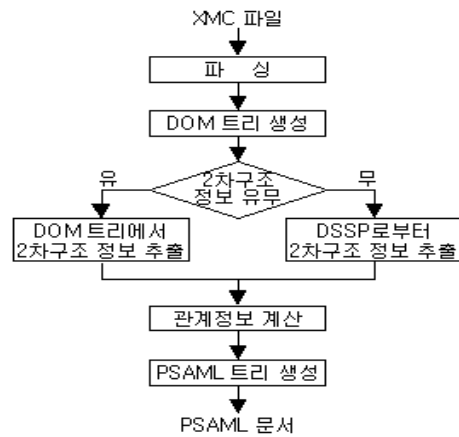 XMC 파일
파 싱
DOM 트리 생성
2차구조
정보 유무
유
무
DOM 트리에서
2차구조 정보 추출
DSSP로부터
2차구조 정보 추출
관계정보 계산
PSAML 트리 생성
PSAML 문서